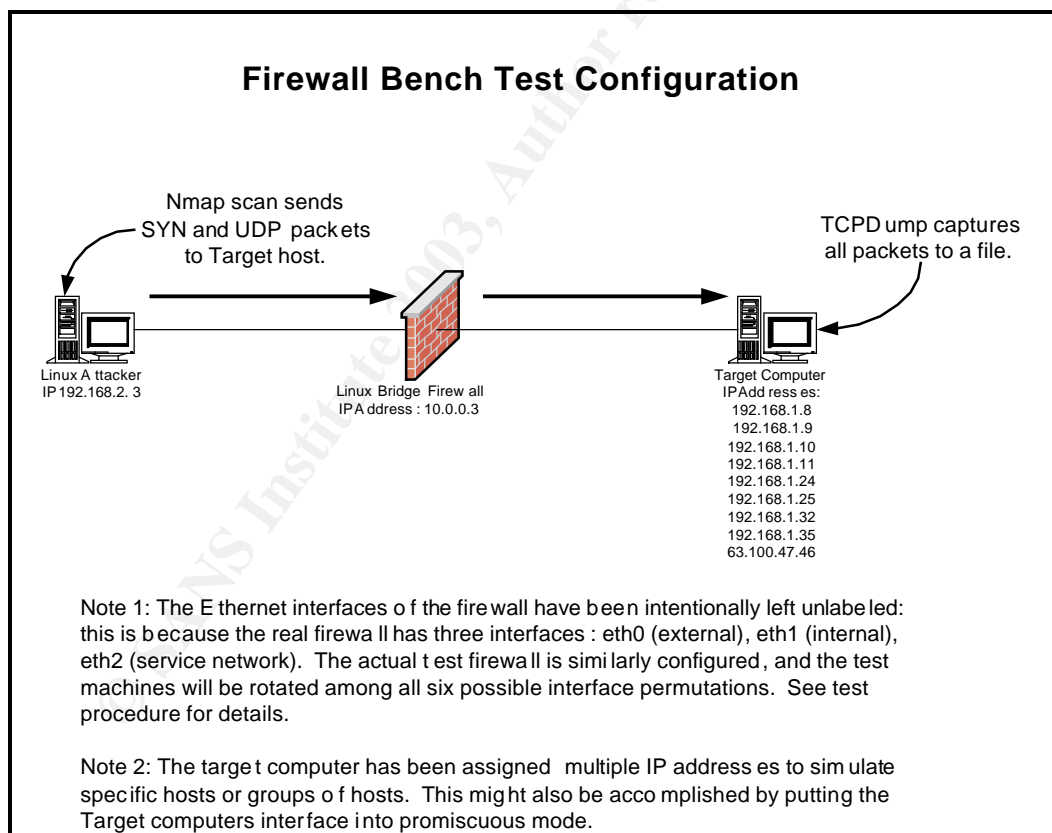 Firewall Bench Test Configuration
Nmap scan sends
SYN and UDP packets
to Target host.
TCPDump captures
all packets to a file.
Linux Attacker
IP 192.168.2.3
Linux Bridge Firewall
IP Address: 10.0.0.3
Target Computer
IP Addresses:
192.168.1.8
192.168.1.9
192.168.1.10
192.168.1.11
192.168.1.24
192.168.1.25
192.168.1.32
192.168.1.35
63.100.47.46
Note 1: The Ethernet interfaces of the firewall have been intentionally left unlabeled:
this is because the real firewall has three interfaces: eth0 (external), eth1 (internal),
eth2 (service network). The actual test firewall is similarly configured, and the test
machines will be rotated among all six possible interface permutations. See test
procedure for details.
Note 2: The target computer has been assigned multiple IP addresses to simulate
specific hosts or groups of hosts. This might also be accomplished by putting the
Target computers interface into promiscuous mode.
© SANS Institute 2003, Author r